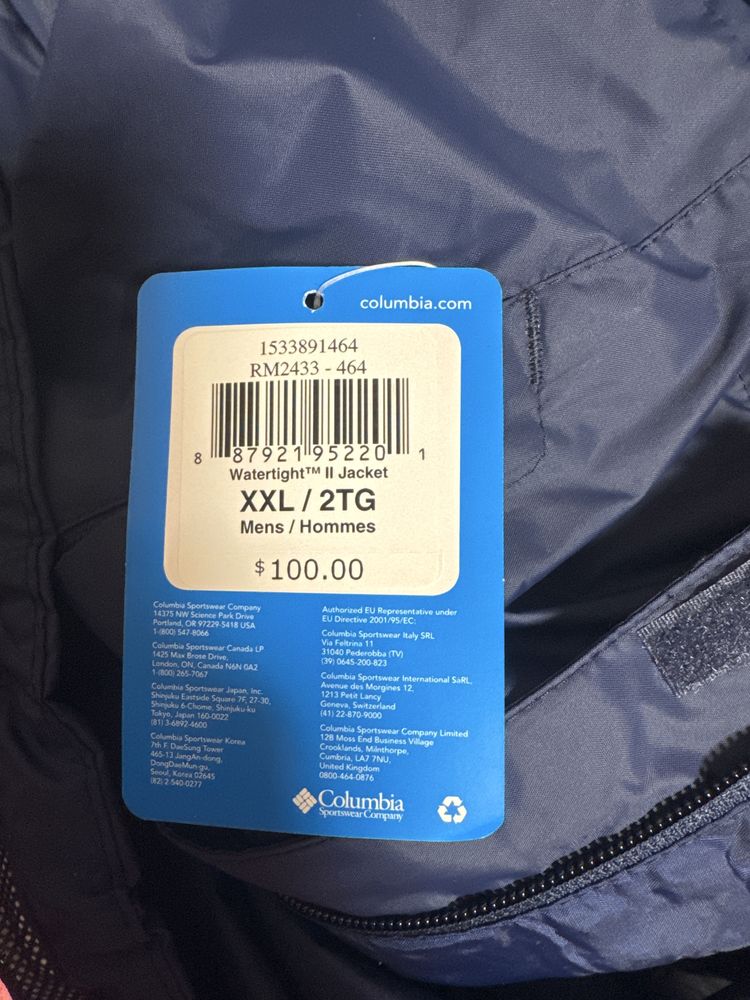 columbia.com
1533891464
RM2433 - 464
8 87921 95220 1
Watertight™ II Jacket
XXL / 2TG
Mens / Hommes
$100.00
Columbia Sportswear Company
14375 NW Science Park Drive
Portland, OR 97229-5418 USA
1-(800) 547-8066
Columbia Sportswear Canada LP
1425 Max Brose Drive,
London, ON, Canada N6N 0A2
1-(800) 265-7067
Columbia Sportswear Japan, Inc.
Shinjuku Eastside Square 7F, 27-30,
Shinjuku 6-Chome, Shinjuku-ku
Tokyo, Japan 160-0022
(81) 3-6892-4600
Columbia Sportswear Korea
7th F. DaeSung Tower
465-13 JangAn-dong,
DongDaeMun-gu,
Seoul, Korea 02645
(82) 2 540-0277
Authorized EU Representative under
EU Directive 2001/95/EC:
Columbia Sportswear Italy SRL
Via Feltrina 11
31040 Pederobba (TV)
(39) 0645-200-823
Columbia Sportswear International SaRL,
Avenue des Morgines 12,
1213 Petit Lancy
Geneva, Switzerland
(41) 22-870-9000
Columbia Sportswear Company Limited
12B Moss End Business Village
Crooklands, Milnthorpe,
Cumbria, LA7 7NU,
United Kingdom
0800-464-0876
Columbia
Sportswear Company